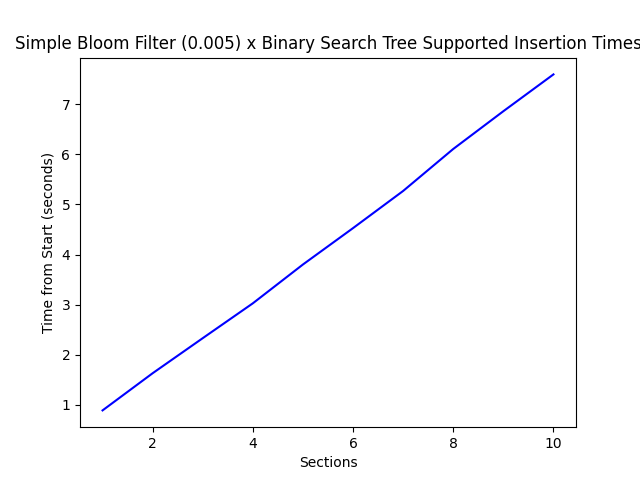 Simple Bloom Filter (0.005) x Binary Search Tree Supported Insertion Times
7
6
5
4
3
2
1
Time from Start (seconds)
2 4 6 8 10
Sections